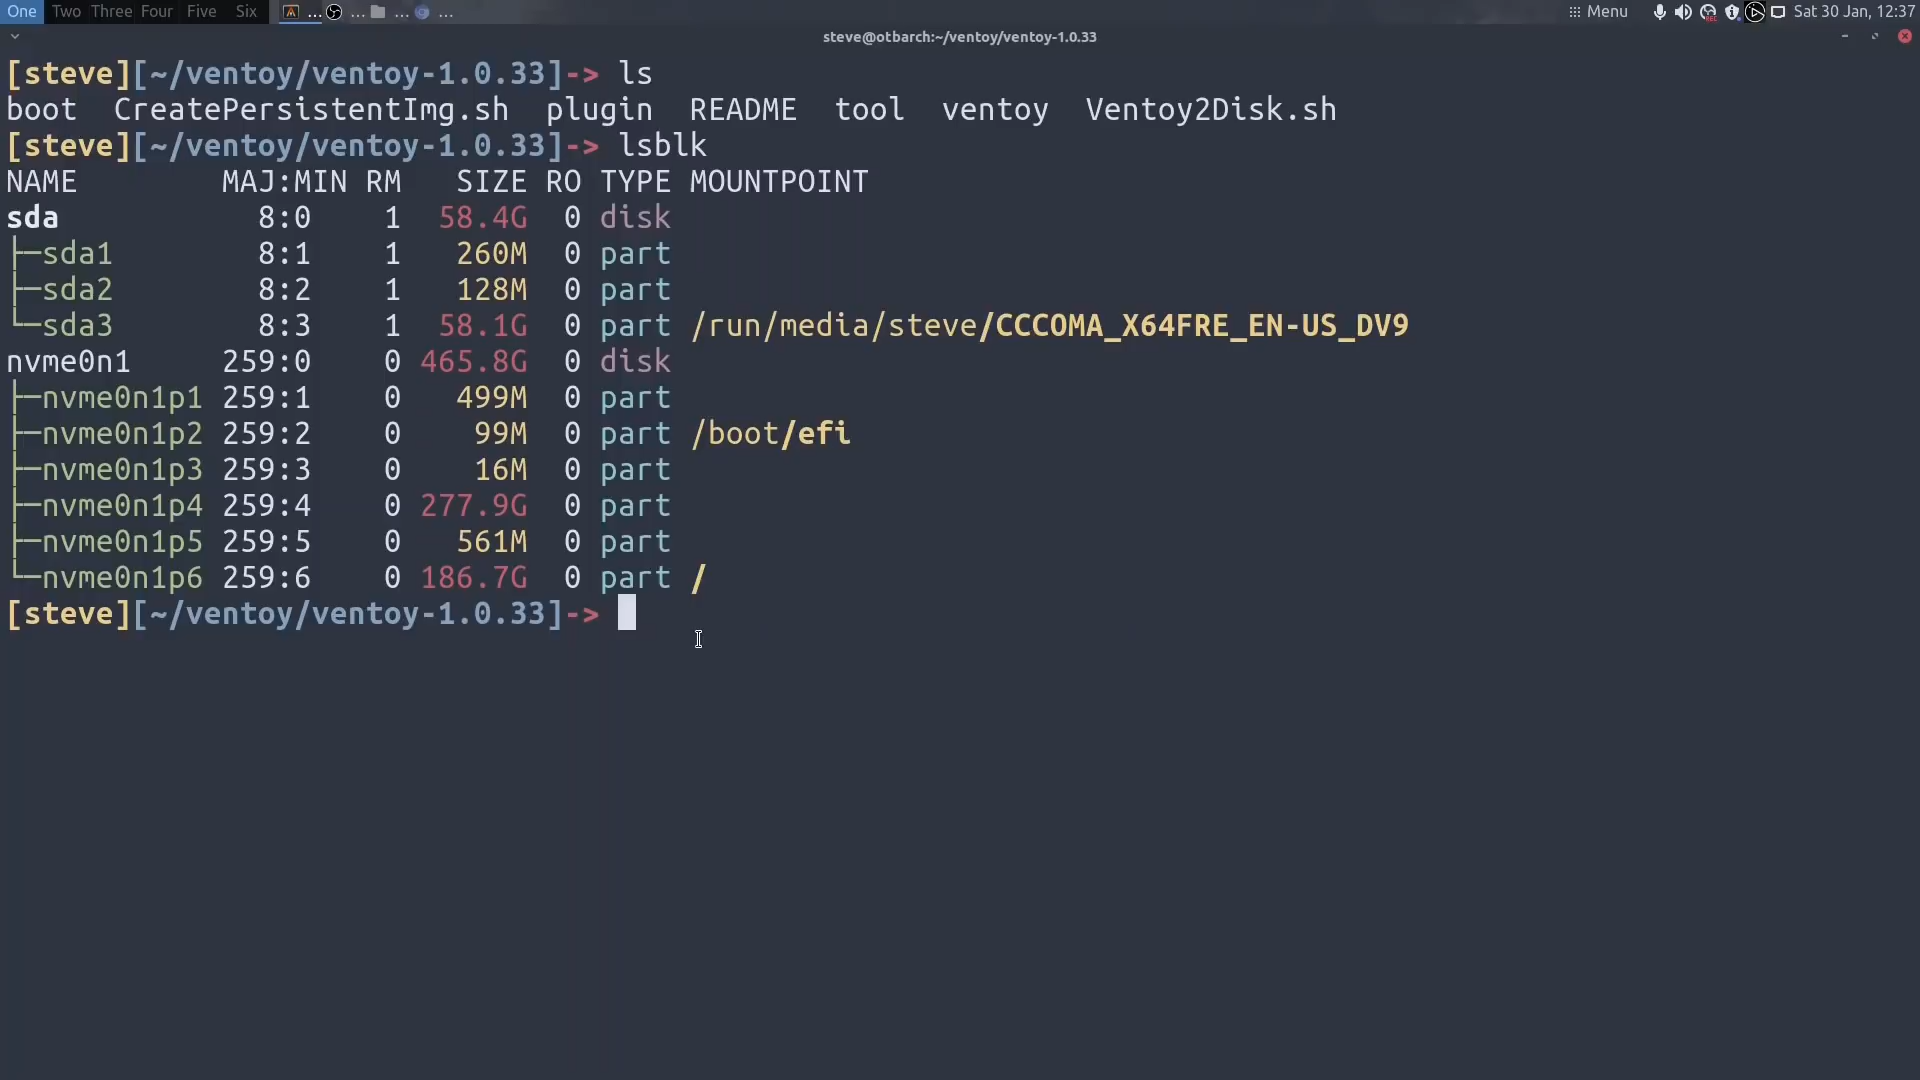 One Two Three Four Five Six ... ... ... ... Menu Sat 30 Jan, 12:37
steve@otbarch:~/ventoy/ventoy-1.0.33
[steve][~/ventoy/ventoy-1.0.33]-> ls
boot CreatePersistentImg.sh plugin README tool ventoy Ventoy2Disk.sh
[steve][~/ventoy/ventoy-1.0.33]-> lsblk
NAME MAJ:MIN RM SIZE RO TYPE MOUNTPOINT
sda 8:0 1 58.4G 0 disk
├─sda1 8:1 1 260M 0 part
├─sda2 8:2 1 128M 0 part
└─sda3 8:3 1 58.1G 0 part /run/media/steve/CCCOMA_X64FRE_EN-US_DV9
nvme0n1 259:0 0 465.8G 0 disk
├─nvme0n1p1 259:1 0 499M 0 part
├─nvme0n1p2 259:2 0 99M 0 part /boot/efi
├─nvme0n1p3 259:3 0 16M 0 part
├─nvme0n1p4 259:4 0 277.9G 0 part
├─nvme0n1p5 259:5 0 561M 0 part
└─nvme0n1p6 259:6 0 186.7G 0 part /
[steve][~/ventoy/ventoy-1.0.33]->